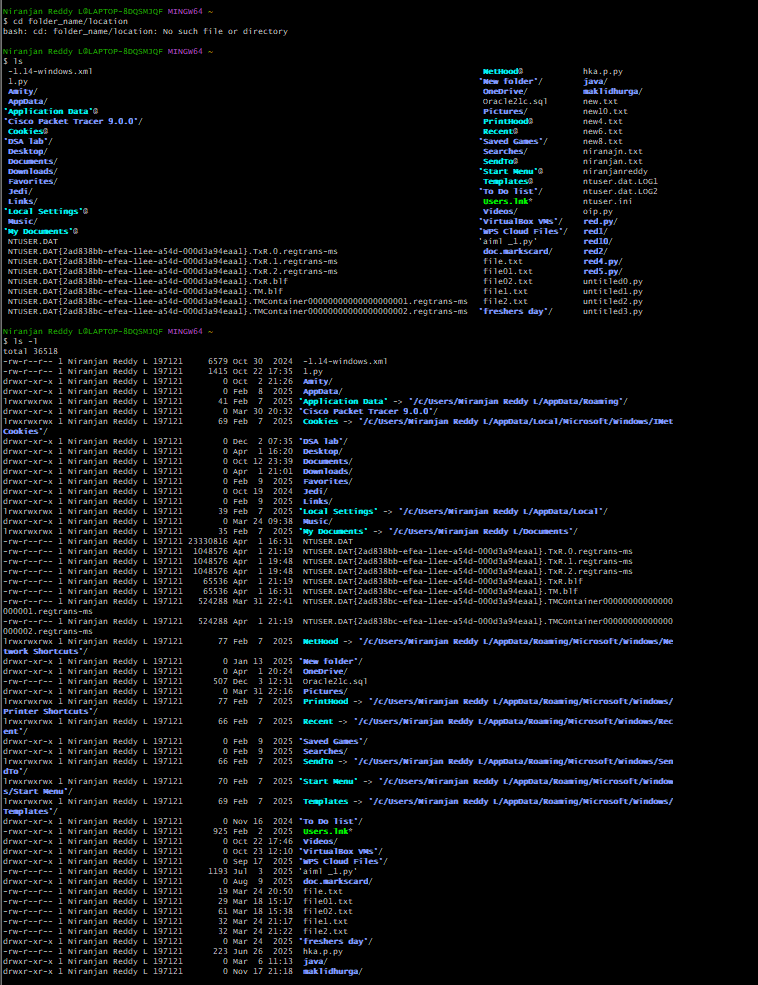 Niranjan Reddy L@LAPTOP-8DQSMJQF MINGW64 ~
$ cd folder_name/location
bash: cd: folder_name/location: No such file or directory
Niranjan Reddy L@LAPTOP-8DQSMJQF MINGW64 ~
$ ls
-1.14-windows.xml NetHood@ hka.p.py
1.py 'New folder'/ java/
Amity/ OneDrive/ maklidhurga/
AppData/ Oracle21c.sql new.txt
'Application Data'@ Pictures/ new10.txt
'Cisco Packet Tracer 9.0.0'/ PrintHood@ new4.txt
Cookies@ Recent@ new6.txt
'DSA lab'/ 'Saved Games'/ new8.txt
Desktop/ Searches/ niranajn.txt
Documents/ SendTo@ niranjan.txt
Downloads/ 'Start Menu'@ niranjanreddy
Favorites/ Templates@ ntuser.dat.LOG1
Jedi/ 'To Do list'/ ntuser.dat.LOG2
Links/ Users.lnk* ntuser.ini
'Local Settings'@ Videos/ oip.py
Music/ 'VirtualBox VMs'/ red.py/
'My Documents'@ 'WPS Cloud Files'/ red1/
NTUSER.DAT 'aiml _1.py' red10/
NTUSER.DAT{2ad838bb-efea-11ee-a54d-000d3a94eaa1}.TxR.0.regtrans-ms doc.markscard/ red2/
NTUSER.DAT{2ad838bb-efea-11ee-a54d-000d3a94eaa1}.TxR.1.regtrans-ms file.txt red4.py/
NTUSER.DAT{2ad838bb-efea-11ee-a54d-000d3a94eaa1}.TxR.2.regtrans-ms file01.txt red5.py/
NTUSER.DAT{2ad838bb-efea-11ee-a54d-000d3a94eaa1}.TxR.blf file02.txt untitled0.py
NTUSER.DAT{2ad838bc-efea-11ee-a54d-000d3a94eaa1}.TM.blf file1.txt untitled1.py
NTUSER.DAT{2ad838bc-efea-11ee-a54d-000d3a94eaa1}.TMContainer00000000000000000001.regtrans-ms file2.txt untitled2.py
NTUSER.DAT{2ad838bc-efea-11ee-a54d-000d3a94eaa1}.TMContainer00000000000000000002.regtrans-ms 'freshers day'/ untitled3.py
Niranjan Reddy L@LAPTOP-8DQSMJQF MINGW64 ~
$ ls -l
total 36518
-rw-r--r-- 1 Niranjan Reddy L 197121 6579 Oct 30 2024 -1.14-windows.xml
-rw-r--r-- 1 Niranjan Reddy L 197121 1415 Oct 22 17:35 1.py
drwxr-xr-x 1 Niranjan Reddy L 197121 0 Oct 2 21:26 Amity/
drwxr-xr-x 1 Niranjan Reddy L 197121 0 Feb 8 2025 AppData/
lrwxrwxrwx 1 Niranjan Reddy L 197121 41 Feb 7 2025 'Application Data' -> '/c/Users/Niranjan Reddy L/AppData/Roaming'/
drwxr-xr-x 1 Niranjan Reddy L 197121 0 Mar 30 20:32 'Cisco Packet Tracer 9.0.0'/
lrwxrwxrwx 1 Niranjan Reddy L 197121 69 Feb 7 2025 Cookies -> '/c/Users/Niranjan Reddy L/AppData/Local/Microsoft/Windows/INet
Cookies'/
drwxr-xr-x 1 Niranjan Reddy L 197121 0 Dec 2 07:35 'DSA lab'/
drwxr-xr-x 1 Niranjan Reddy L 197121 0 Apr 1 16:20 Desktop/
drwxr-xr-x 1 Niranjan Reddy L 197121 0 Oct 12 23:39 Documents/
drwxr-xr-x 1 Niranjan Reddy L 197121 0 Apr 1 21:01 Downloads/
drwxr-xr-x 1 Niranjan Reddy L 197121 0 Feb 9 2025 Favorites/
drwxr-xr-x 1 Niranjan Reddy L 197121 0 Oct 19 2024 Jedi/
drwxr-xr-x 1 Niranjan Reddy L 197121 0 Feb 9 2025 Links/
lrwxrwxrwx 1 Niranjan Reddy L 197121 39 Feb 7 2025 'Local Settings' -> '/c/Users/Niranjan Reddy L/AppData/Local'/
drwxr-xr-x 1 Niranjan Reddy L 197121 0 Mar 24 09:38 Music/
lrwxrwxrwx 1 Niranjan Reddy L 197121 35 Feb 7 2025 'My Documents' -> '/c/Users/Niranjan Reddy L/Documents'/
-rw-r--r-- 1 Niranjan Reddy L 197121 23330816 Apr 1 16:31 NTUSER.DAT
-rw-r--r-- 1 Niranjan Reddy L 197121 1048576 Apr 1 21:19 NTUSER.DAT{2ad838bb-efea-11ee-a54d-000d3a94eaa1}.TxR.0.regtrans-ms
-rw-r--r-- 1 Niranjan Reddy L 197121 1048576 Apr 1 19:48 NTUSER.DAT{2ad838bb-efea-11ee-a54d-000d3a94eaa1}.TxR.1.regtrans-ms
-rw-r--r-- 1 Niranjan Reddy L 197121 1048576 Apr 1 19:48 NTUSER.DAT{2ad838bb-efea-11ee-a54d-000d3a94eaa1}.TxR.2.regtrans-ms
-rw-r--r-- 1 Niranjan Reddy L 197121 65536 Apr 1 21:19 NTUSER.DAT{2ad838bb-efea-11ee-a54d-000d3a94eaa1}.TxR.blf
-rw-r--r-- 1 Niranjan Reddy L 197121 65536 Apr 1 16:31 NTUSER.DAT{2ad838bc-efea-11ee-a54d-000d3a94eaa1}.TM.blf
-rw-r--r-- 1 Niranjan Reddy L 197121 524288 Mar 31 22:41 NTUSER.DAT{2ad838bc-efea-11ee-a54d-000d3a94eaa1}.TMContainer00000000000000
000001.regtrans-ms
-rw-r--r-- 1 Niranjan Reddy L 197121 524288 Apr 1 21:19 NTUSER.DAT{2ad838bc-efea-11ee-a54d-000d3a94eaa1}.TMContainer00000000000000
000002.regtrans-ms
lrwxrwxrwx 1 Niranjan Reddy L 197121 77 Feb 7 2025 NetHood -> '/c/Users/Niranjan Reddy L/AppData/Roaming/Microsoft/Windows/Ne
twork Shortcuts'/
drwxr-xr-x 1 Niranjan Reddy L 197121 0 Jan 13 2025 'New folder'/
drwxr-xr-x 1 Niranjan Reddy L 197121 0 Apr 1 20:24 OneDrive/
-rw-r--r-- 1 Niranjan Reddy L 197121 507 Dec 3 12:31 Oracle21c.sql
drwxr-xr-x 1 Niranjan Reddy L 197121 0 Mar 31 22:16 Pictures/
lrwxrwxrwx 1 Niranjan Reddy L 197121 77 Feb 7 2025 PrintHood -> '/c/Users/Niranjan Reddy L/AppData/Roaming/Microsoft/Windows/
Printer Shortcuts'/
lrwxrwxrwx 1 Niranjan Reddy L 197121 66 Feb 7 2025 Recent -> '/c/Users/Niranjan Reddy L/AppData/Roaming/Microsoft/Windows/Rec
ent'/
drwxr-xr-x 1 Niranjan Reddy L 197121 0 Feb 9 2025 'Saved Games'/
drwxr-xr-x 1 Niranjan Reddy L 197121 0 Feb 9 2025 Searches/
lrwxrwxrwx 1 Niranjan Reddy L 197121 66 Feb 7 2025 SendTo -> '/c/Users/Niranjan Reddy L/AppData/Roaming/Microsoft/Windows/Sen
dTo'/
lrwxrwxrwx 1 Niranjan Reddy L 197121 70 Feb 7 2025 'Start Menu' -> '/c/Users/Niranjan Reddy L/AppData/Roaming/Microsoft/Window
s/Start Menu'/
lrwxrwxrwx 1 Niranjan Reddy L 197121 69 Feb 7 2025 Templates -> '/c/Users/Niranjan Reddy L/AppData/Roaming/Microsoft/Windows/
Templates'/
drwxr-xr-x 1 Niranjan Reddy L 197121 0 Nov 16 2024 'To Do list'/
-rwxr-xr-x 1 Niranjan Reddy L 197121 925 Feb 2 2025 Users.lnk*
drwxr-xr-x 1 Niranjan Reddy L 197121 0 Oct 22 17:46 Videos/
drwxr-xr-x 1 Niranjan Reddy L 197121 0 Oct 23 12:10 'VirtualBox VMs'/
drwxr-xr-x 1 Niranjan Reddy L 197121 0 Sep 17 2025 'WPS Cloud Files'/
-rw-r--r-- 1 Niranjan Reddy L 197121 1193 Jul 3 2025 'aiml _1.py'
drwxr-xr-x 1 Niranjan Reddy L 197121 0 Aug 9 2025 doc.markscard/
-rw-r--r-- 1 Niranjan Reddy L 197121 19 Mar 24 20:50 file.txt
-rw-r--r-- 1 Niranjan Reddy L 197121 29 Mar 18 15:17 file01.txt
-rw-r--r-- 1 Niranjan Reddy L 197121 61 Mar 18 15:38 file02.txt
-rw-r--r-- 1 Niranjan Reddy L 197121 32 Mar 24 21:17 file1.txt
-rw-r--r-- 1 Niranjan Reddy L 197121 32 Mar 24 21:22 file2.txt
drwxr-xr-x 1 Niranjan Reddy L 197121 0 Mar 24 2025 'freshers day'/
-rw-r--r-- 1 Niranjan Reddy L 197121 223 Jun 26 2025 hka.p.py
drwxr-xr-x 1 Niranjan Reddy L 197121 0 Mar 6 11:13 java/
drwxr-xr-x 1 Niranjan Reddy L 197121 0 Nov 17 21:18 maklidhurga/